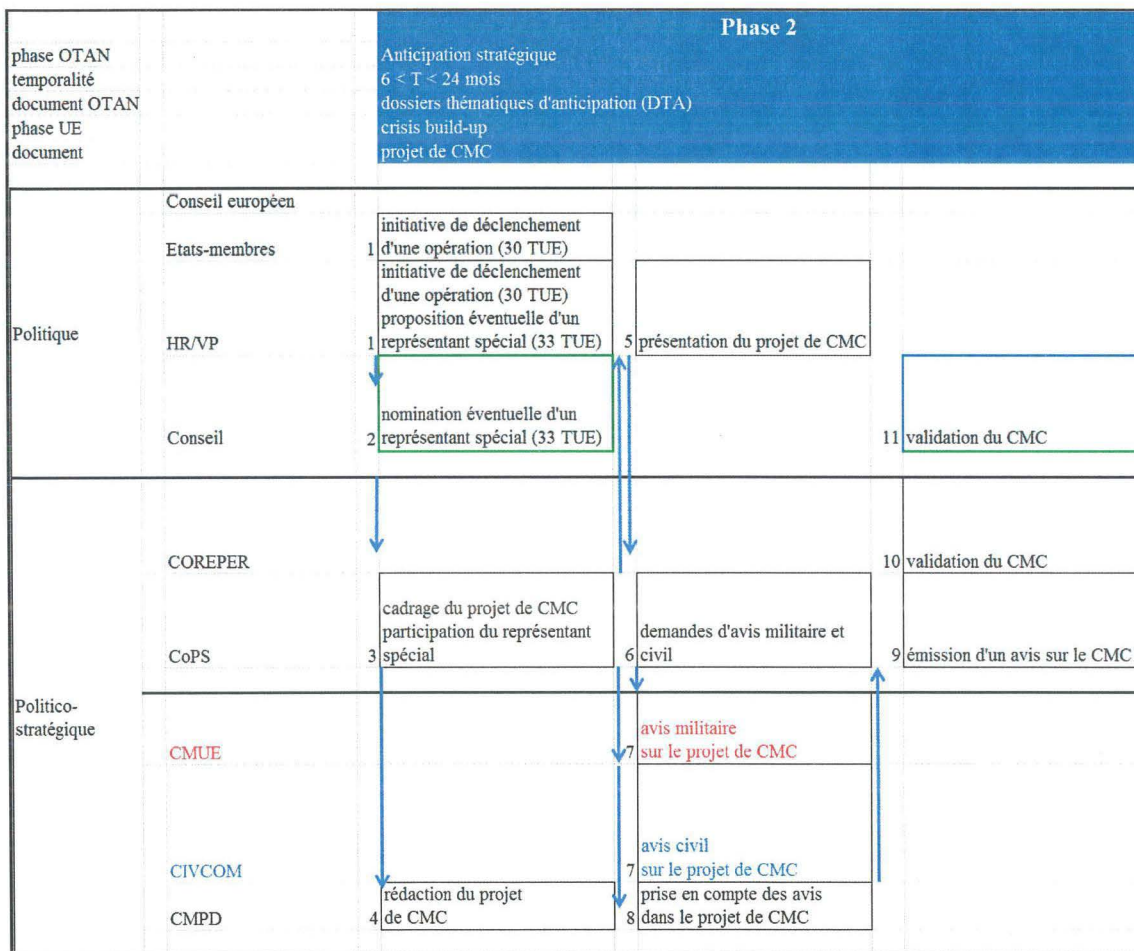 Phase 2
phase OTAN Anticipation stratégique
temporalité 6 < T < 24 mois
document OTAN dossiers thématiques d'anticipation (DTA)
phase UE crisis build-up
document projet de CMC
Conseil européen
initiative de déclenchement
Etats-membres 1 d'opération (30 TUE)
initiative de déclenchement
d'une opération (30 TUE)
proposition éventuelle d'un
Politique HR/VP 1 représentant spécial (33 TUE) 5 présentation du projet de CMC
nomination éventuelle d'un
Conseil 2 représentant spécial (33 TUE) 11 validation du CMC
COREPER 10 validation du CMC
cadrage du projet de CMC
participation du représentant demandes d'avis militaire et
CoPS 3 spécial 6 civil 9 émission d'un avis sur le CMC
Politico-
stratégique
avis militaire
CMUE 7 sur le projet de CMC
avis civil
CIVCOM 7 sur le projet de CMC
rédaction du projet prise en compte des avis
CMPD 4 de CMC 8 dans le projet de CMC